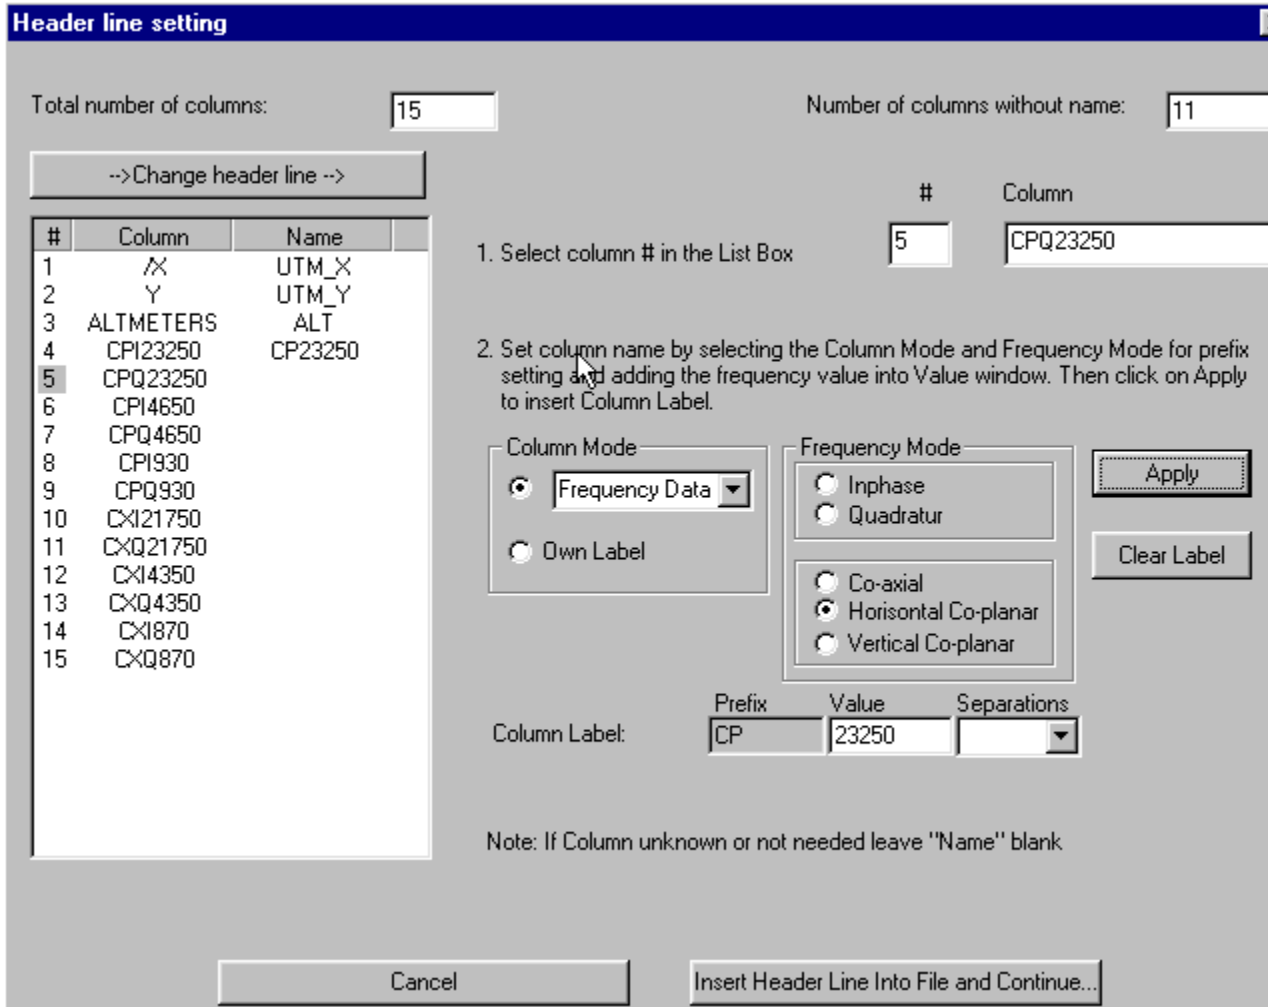 Header line setting
Total number of columns: 15
Number of columns without name: 11
-->Change header line -->
# Column
# Column Name
1. Select column # in the List Box 5 CPQ23250
1 /X UTM_X
2 Y UTM_Y
3 ALTMETERS ALT
4 CPI23250 CP23250
5 CPQ23250
6 CPI4650
7 CPQ4650
8 CPI930
9 CPQ930
10 CXI21750
11 CXQ21750
12 CXI4350
13 CXQ4350
14 CXI870
15 CXQ870
2. Set column name by selecting the Column Mode and Frequency Mode for prefix
setting and adding the frequency value into Value window. Then click on Apply
to insert Column Label.
Column Mode
Frequency Data
Own Label
Frequency Mode
Inphase
Quadratur
Co-axial
Horisontal Co-planar
Vertical Co-planar
Apply
Clear Label
Prefix Value Separations
Column Label: CP 23250
Note: If Column unknown or not needed leave "Name" blank
Cancel
Insert Header Line Into File and Continue...